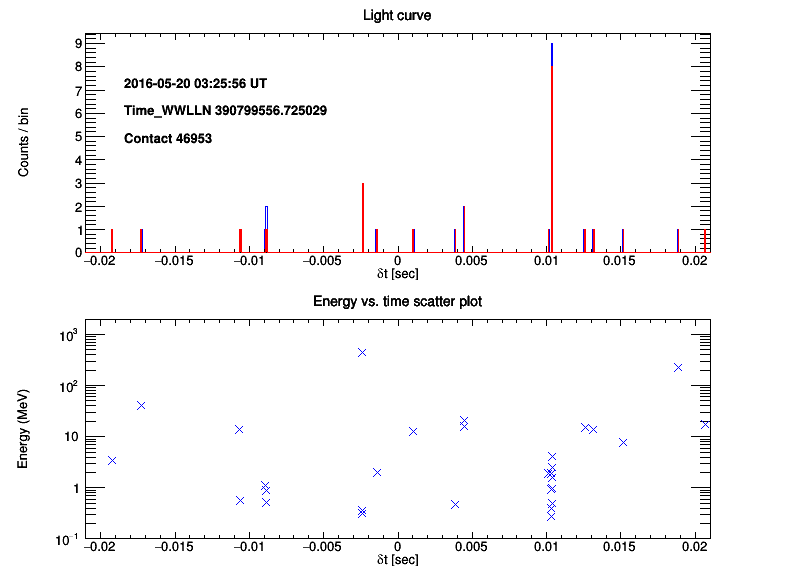 Light curve
Counts / bin
9
8
7
6
5
4
3
2
1
0
2016-05-20 03:25:56 UT
Time_WWLLN 390799556.725029
Contact 46953
−0.02 −0.015 −0.01 −0.005 0 0.005 0.01 0.015 0.02
δt [sec]
Energy vs. time scatter plot
Energy (MeV)
10³
10²
10
1
10⁻¹
−0.02 −0.015 −0.01 −0.005 0 0.005 0.01 0.015 0.02
δt [sec]